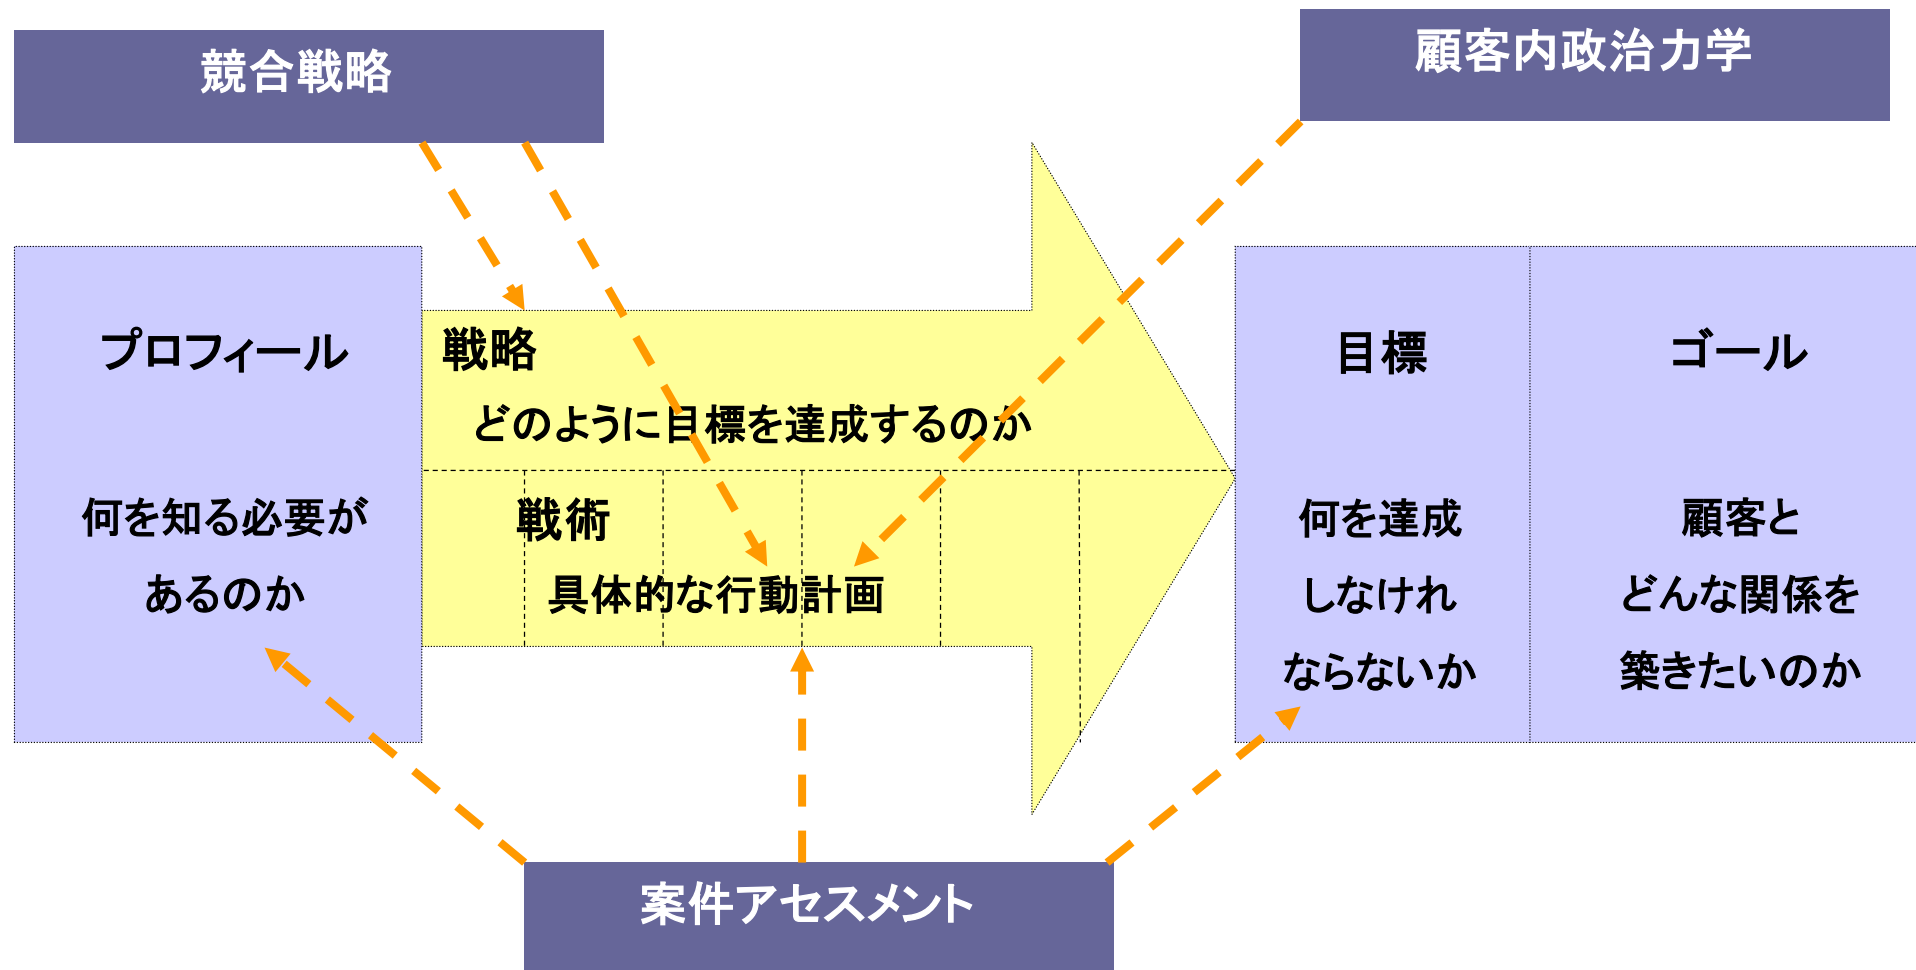 競合戦略
顧客内政治力学
プロフィール
何を知る必要が
あるのか
戦略
どのように目標を達成するのか
戦術
具体的な行動計画
目標
何を達成
しなけれ
ならないか
ゴール
顧客と
どんな関係を
築きたいのか
案件アセスメント